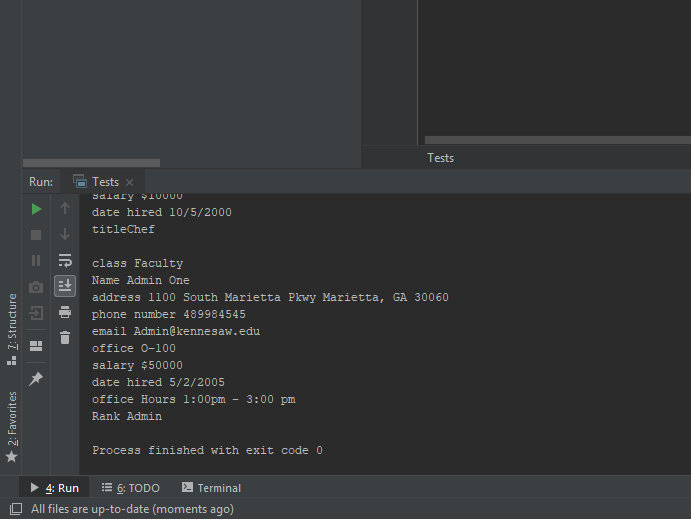 Tests
Run: Tests
salary $10000
date hired 10/5/2000
titleChef
class Faculty
Name Admin One
address 1100 South Marietta Pkwy Marietta, GA 30060
phone number 489984545
email Admin@kennesaw.edu
office O-100
salary $50000
date hired 5/2/2005
office Hours 1:00pm - 3:00 pm
Rank Admin
Process finished with exit code 0
7: Structure
2: Favorites
4: Run 6: TODO Terminal
All files are up-to-date (moments ago)